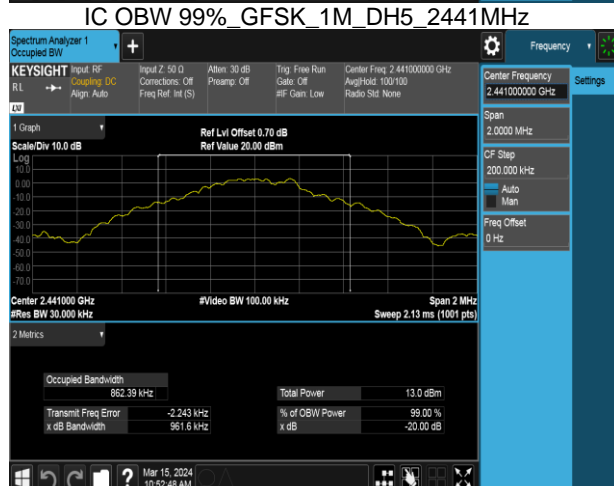 IC OBW 99%_GFSK_1M_DH5_2441MHz
Spectrum Analyzer 1
Occupied BW
Frequency
KEYSIGHT Input: RF
Coupling: DC
Align: Auto
RL
Input Z: 50 Ω
Corrections: Off
Freq Ref: Int (S)
Atten: 30 dB
Preamp: Off
Trig: Free Run
Gate: Off
#IF Gain: Low
Center Freq: 2.441000000 GHz
Avg|Hold: 100/100
Radio Std: None
LXI
Center Frequency
2.441000000 GHz
Settings
Span
2.0000 MHz
CF Step
200.000 kHz
Auto
Man
Freq Offset
0 Hz
1 Graph
Scale/Div 10.0 dB
Ref Lvl Offset 0.70 dB
Ref Value 20.00 dBm
Log
10.0
0.00
-10.0
-20.0
-30.0
-40.0
-50.0
-60.0
-70.0
Center 2.441000 GHz
#Video BW 100.00 kHz
Span 2 MHz
#Res BW 30.000 kHz
Sweep 2.13 ms (1001 pts)
2 Metrics
Occupied Bandwidth
862.39 kHz
Total Power 13.0 dBm
Transmit Freq Error -2.243 kHz
% of OBW Power 99.00 %
x dB Bandwidth 961.6 kHz
x dB -20.00 dB
?
Mar 15, 2024
10:52:48 AM